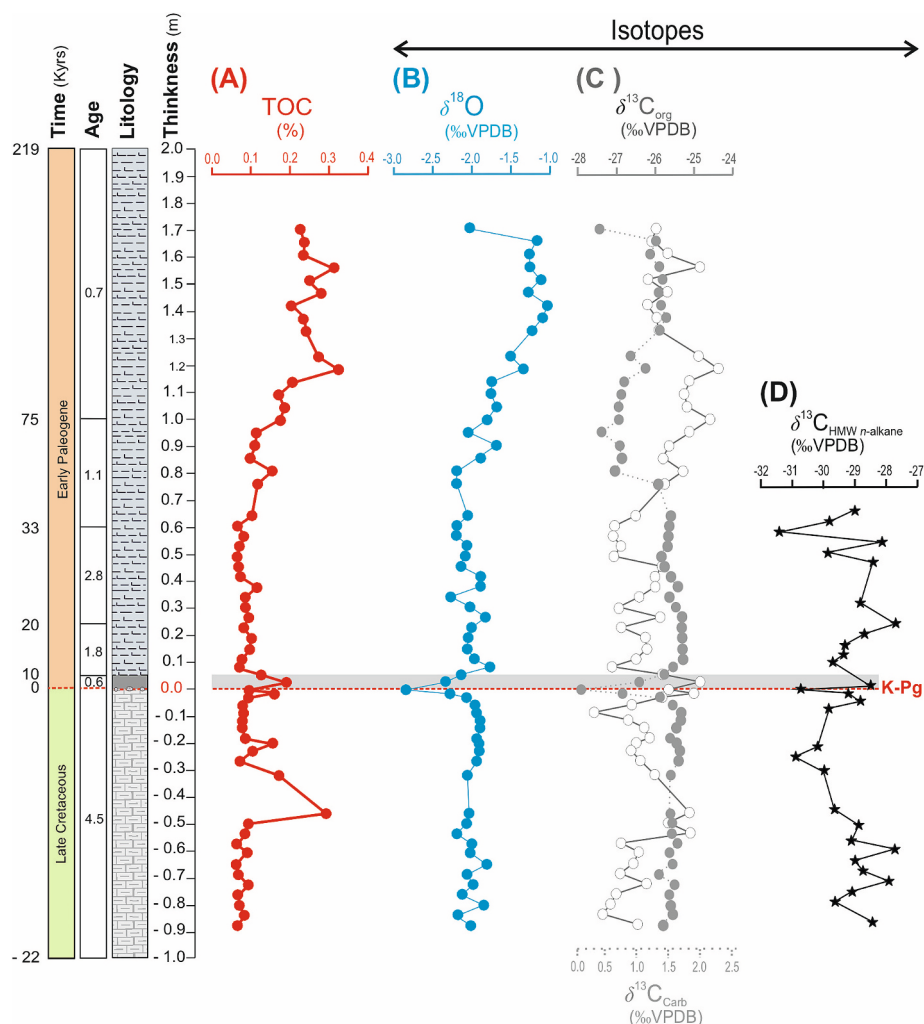 Isotopes
(A)
(B)
(C)
TOC
(%)
δ18O
(‰VPDB)
δ13Corg
(‰VPDB)
Time (Kyrs)
Age
Litology
Thinkness (m)
0.0 0.1 0.2 0.3 0.4
-3.0 -2.5 -2.0 -1.5 -1.0
-28 -27 -26 -25 -24
219
75
33
20
10
0
- 22
Early Paleogene
Late Cretaceous
0.7
1.1
2.8
1.8
0.6
4.5
2.0
1.9
1.8
1.7
1.6
1.5
1.4
1.3
1.2
1.1
1.0
0.9
0.8
0.7
0.6
0.5
0.4
0.3
0.2
0.1
0.0
- 0.1
- 0.2
- 0.3
- 0.4
- 0.5
- 0.6
- 0.7
- 0.8
- 0.9
- 1.0
(D)
δ13CHMW n-alkane
(‰VPDB)
-32 -31 -30 -29 -28 -27
K-Pg
0.0 0.5 1.0 1.5 2.0 2.5
δ13CCarb
(‰VPDB)